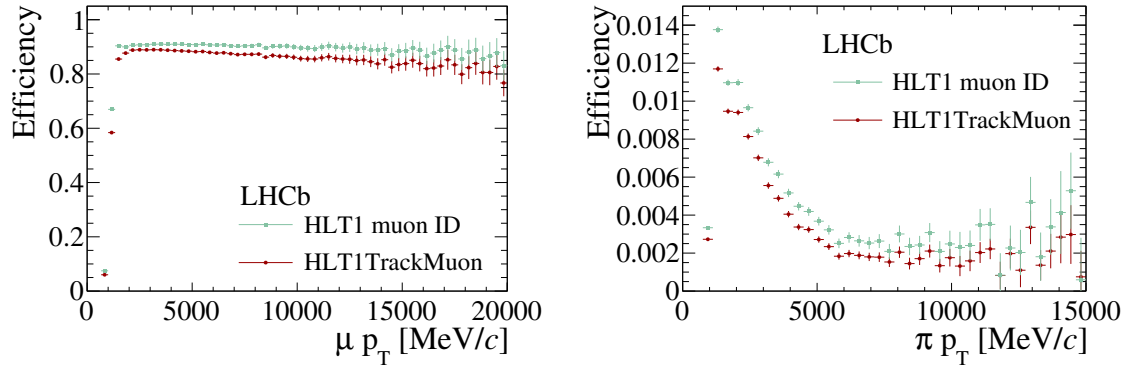 Efficiency
1
0.8
0.6
0.4
0.2
0
LHCb
HLT1 muon ID
HLT1TrackMuon
0 5000 10000 15000 20000
μ p_T [MeV/c]
Efficiency
0.014
0.012
0.01
0.008
0.006
0.004
0.002
0
LHCb
HLT1 muon ID
HLT1TrackMuon
0 5000 10000 15000
π p_T [MeV/c]